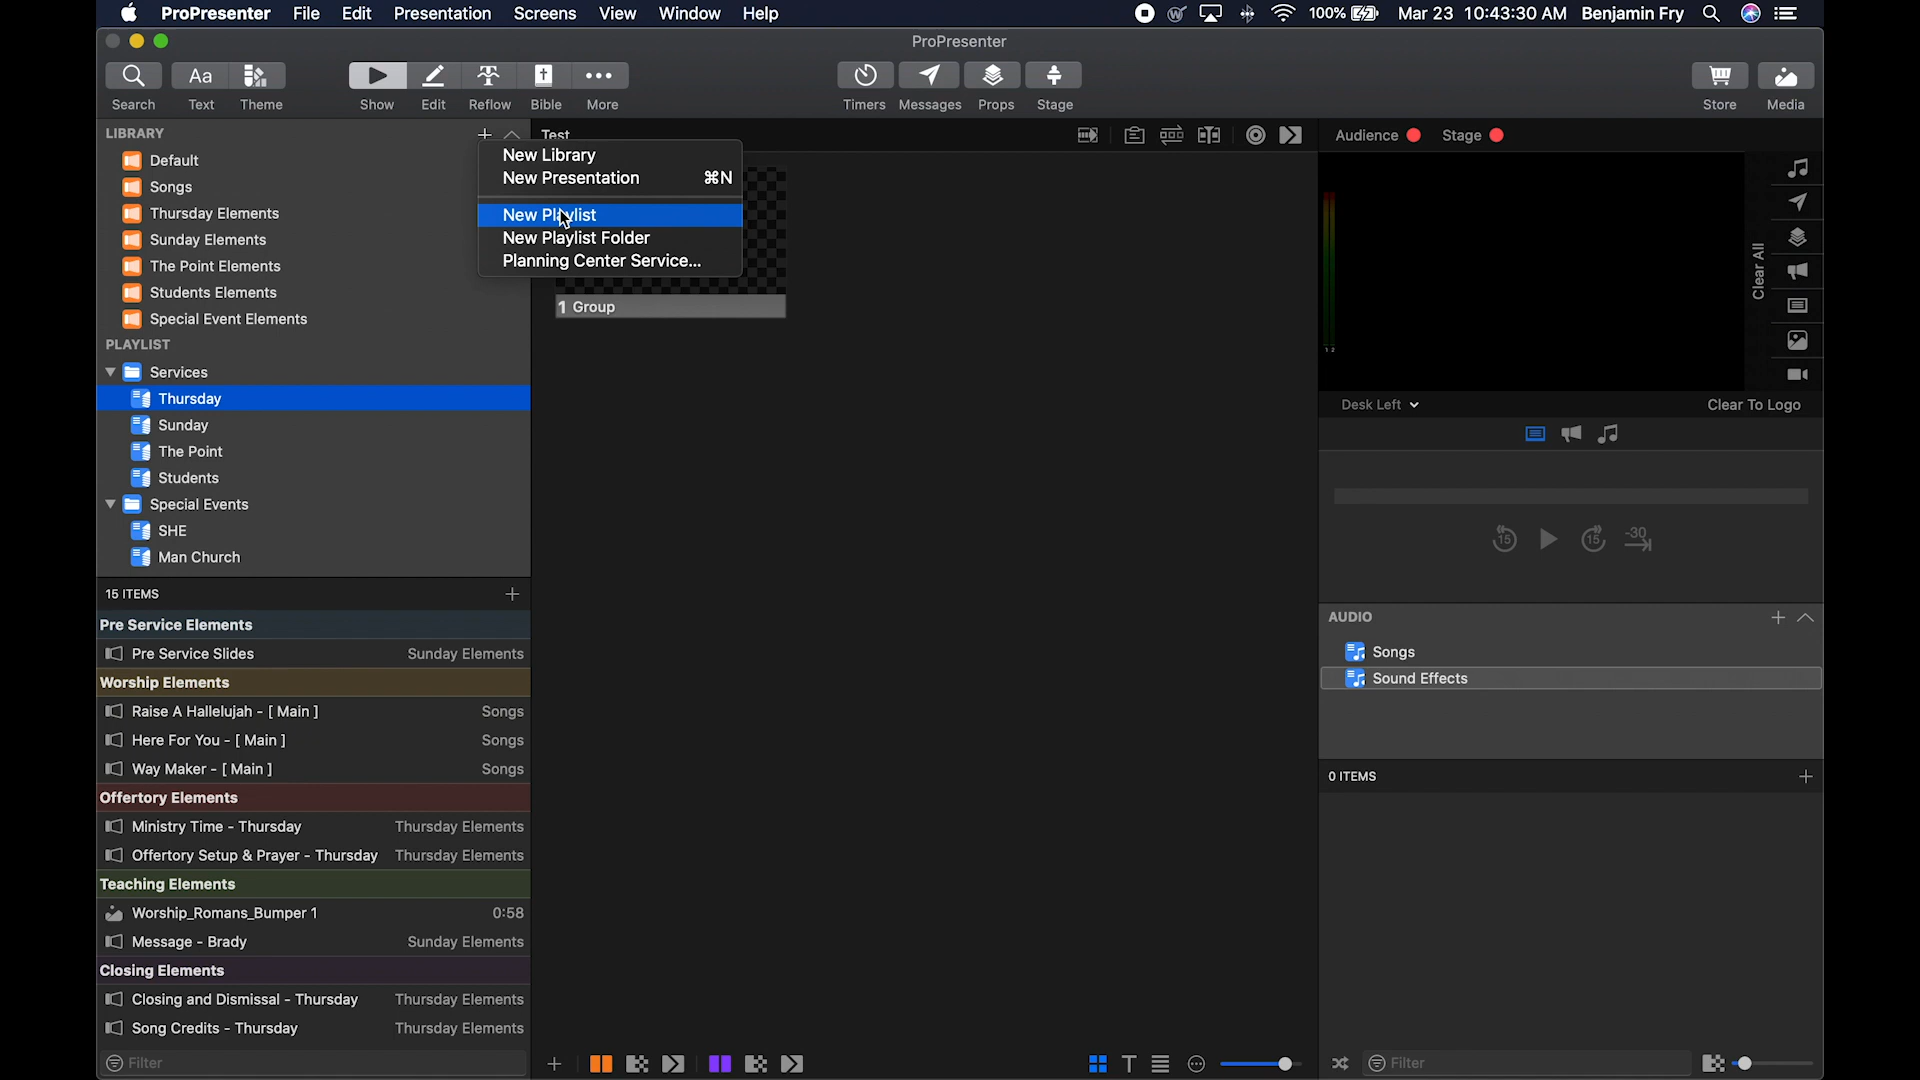 ProPresenter File Edit Presentation Screens View Window Help 100% Mar 23 10:43:30 AM Benjamin Fry
ProPresenter
Aa
Search Text Theme Show Edit Reflow Bible More Timers Messages Props Stage Store Media
LIBRARY
Default
Songs
Thursday Elements
Sunday Elements
The Point Elements
Students Elements
Special Event Elements
PLAYLIST
Services
Thursday
Sunday
The Point
Students
Special Events
SHE
Man Church
15 ITEMS
Pre Service Elements
Pre Service Slides Sunday Elements
Worship Elements
Raise A Hallelujah - [ Main ] Songs
Here For You - [ Main ] Songs
Way Maker - [ Main ] Songs
Offertory Elements
Ministry Time - Thursday Thursday Elements
Offertory Setup & Prayer - Thursday Thursday Elements
Teaching Elements
Worship_Romans_Bumper 1 0:58
Message - Brady Sunday Elements
Closing Elements
Closing and Dismissal - Thursday Thursday Elements
Song Credits - Thursday Thursday Elements
Filter
Test
New Library
New Presentation ⌘N
New Playlist
New Playlist Folder
Planning Center Service...
1 Group
T
Audience Stage
Clear All
1 2
Desk Left Clear To Logo
15 15 -30
AUDIO
Songs
Sound Effects
0 ITEMS
Filter